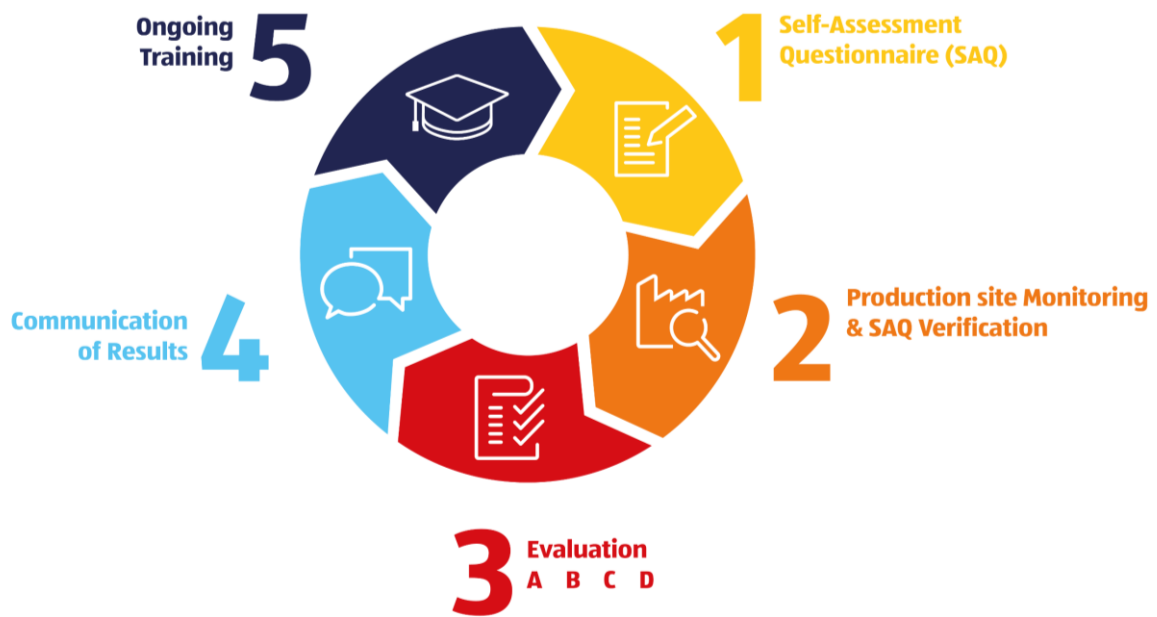 1
Self-Assessment
Questionnaire (SAQ)
2
Production site Monitoring
& SAQ Verification
3
Evaluation
A B C D
4
Communication
of Results
5
Ongoing
Training